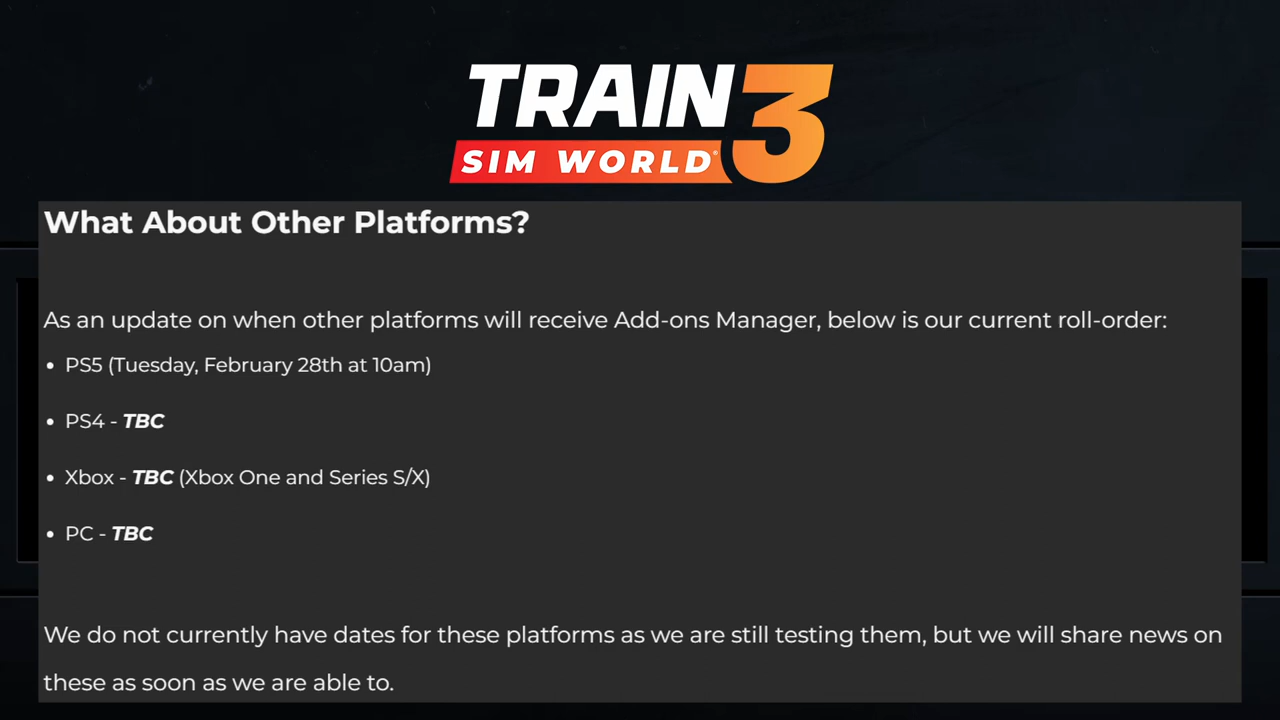 TRAIN 3
SIM WORLD®
What About Other Platforms?
As an update on when other platforms will receive Add-ons Manager, below is our current roll-order:
• PS5 (Tuesday, February 28th at 10am)
• PS4 - TBC
• Xbox - TBC (Xbox One and Series S/X)
• PC - TBC
We do not currently have dates for these platforms as we are still testing them, but we will share news on
these as soon as we are able to.